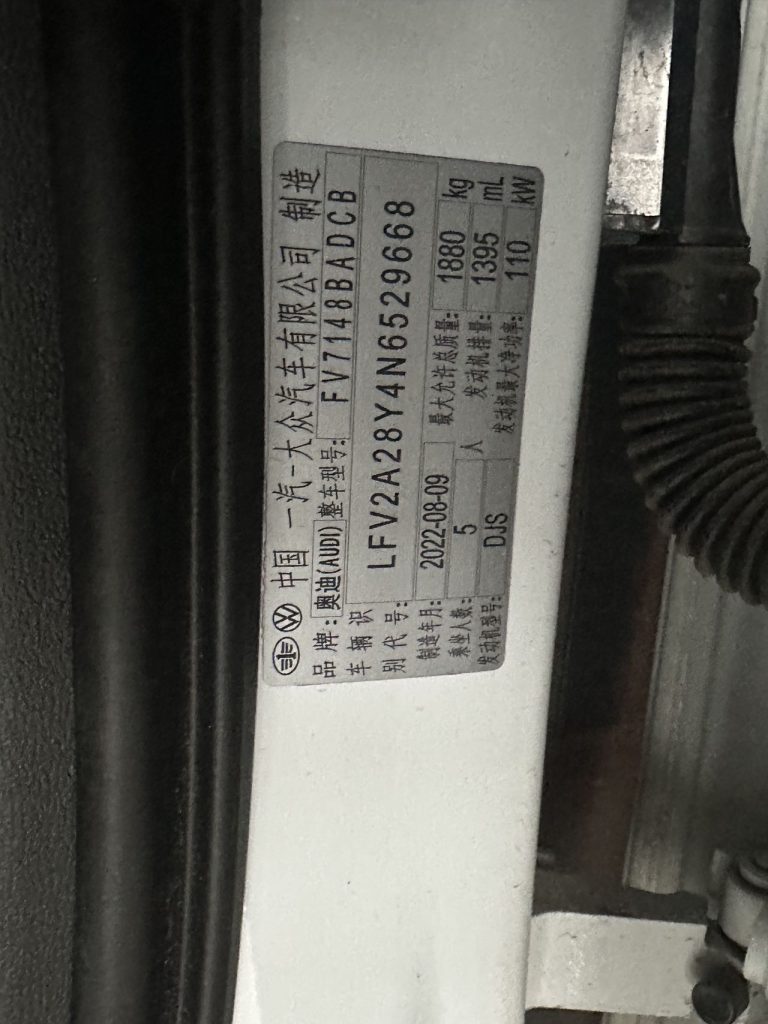 中国 一汽-大众汽车有限公司 制造
品牌: 奥迪(AUDI) 整车型号: FV7148BADCB
车辆识别代号: LFV2A28Y4N6529668
制造年月: 2022-08-09 最大允许总质量: 1880 kg
乘坐人数: 5 人 发动机排量: 1395 mL
发动机型号: DJS 发动机最大净功率: 110 kW